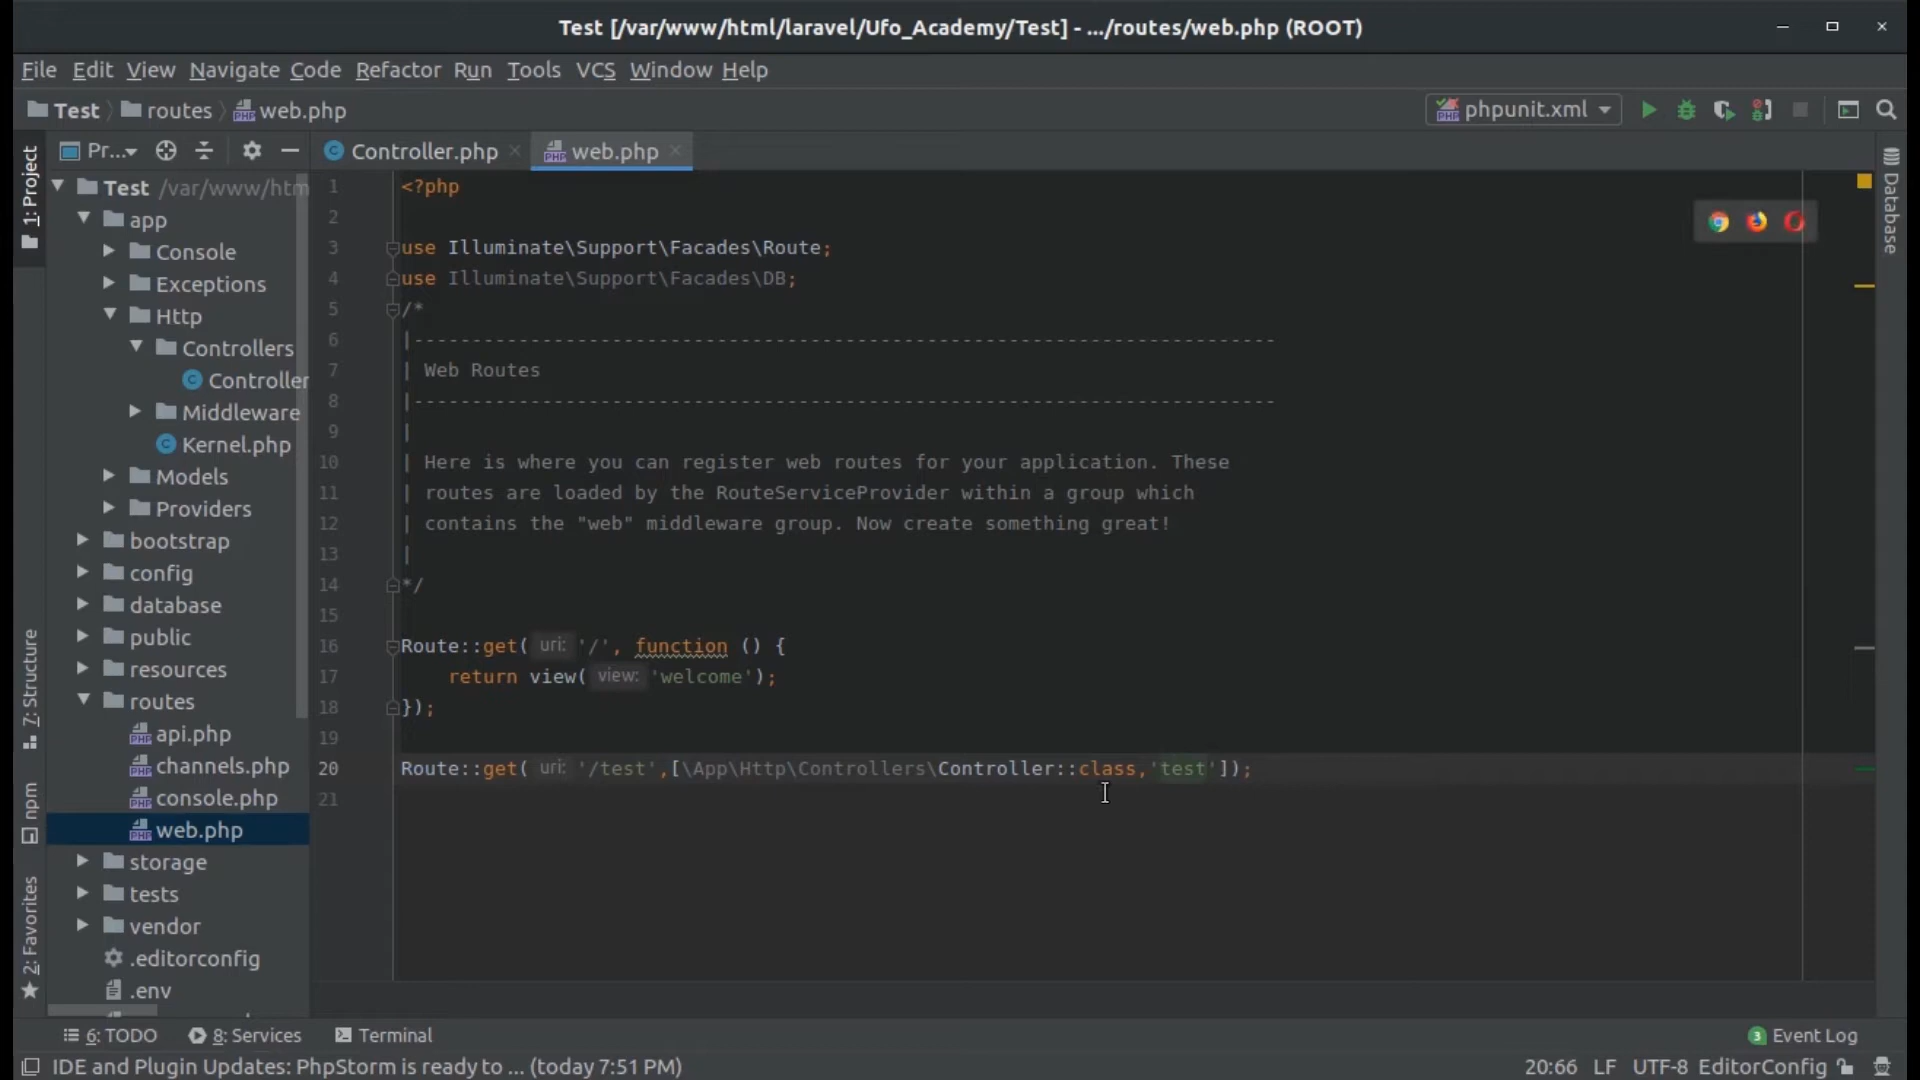 Test [/var/www/html/laravel/Ufo_Academy/Test] - .../routes/web.php (ROOT)
File Edit View Navigate Code Refactor Run Tools VCS Window Help
Test routes web.php
phpunit.xml
Pr...
Controller.php
web.php
1: Project
7: Structure
npm
2: Favorites
Database
Test /var/www/htm
app
Console
Exceptions
Http
Controllers
Controller
Middleware
Kernel.php
Models
Providers
bootstrap
config
database
public
resources
routes
api.php
channels.php
console.php
web.php
storage
tests
vendor
.editorconfig
.env
1 <?php
2
3 use Illuminate\Support\Facades\Route;
4 use Illuminate\Support\Facades\DB;
5 /*
6 |--------------------------------------------------------------------------
7 | Web Routes
8 |--------------------------------------------------------------------------
9 |
10 | Here is where you can register web routes for your application. These
11 | routes are loaded by the RouteServiceProvider within a group which
12 | contains the "web" middleware group. Now create something great!
13 |
14 */
15
16 Route::get( uri: '/', function () {
17 return view( view: 'welcome');
18 });
19
20 Route::get( uri: '/test',[\App\Http\Controllers\Controller::class,'test']);
21
6: TODO 8: Services Terminal
3 Event Log
IDE and Plugin Updates: PhpStorm is ready to ... (today 7:51 PM)
20:66 LF UTF-8 EditorConfig